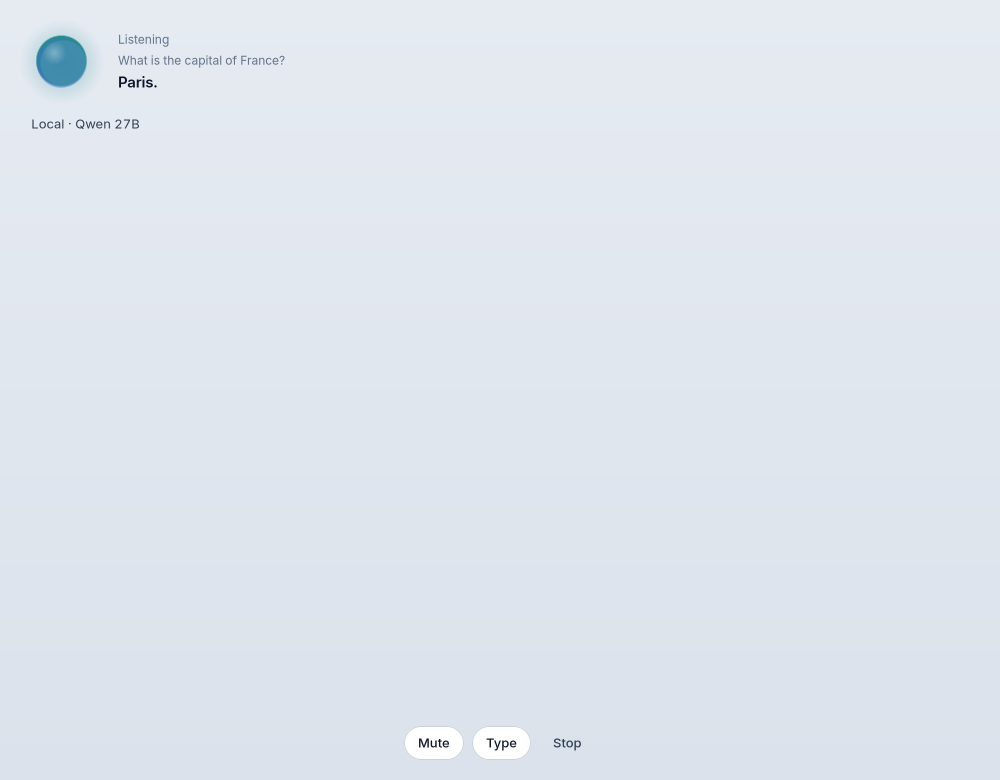 Listening
What is the capital of France?
Paris.
Local · Qwen 27B
Mute
Type
Stop